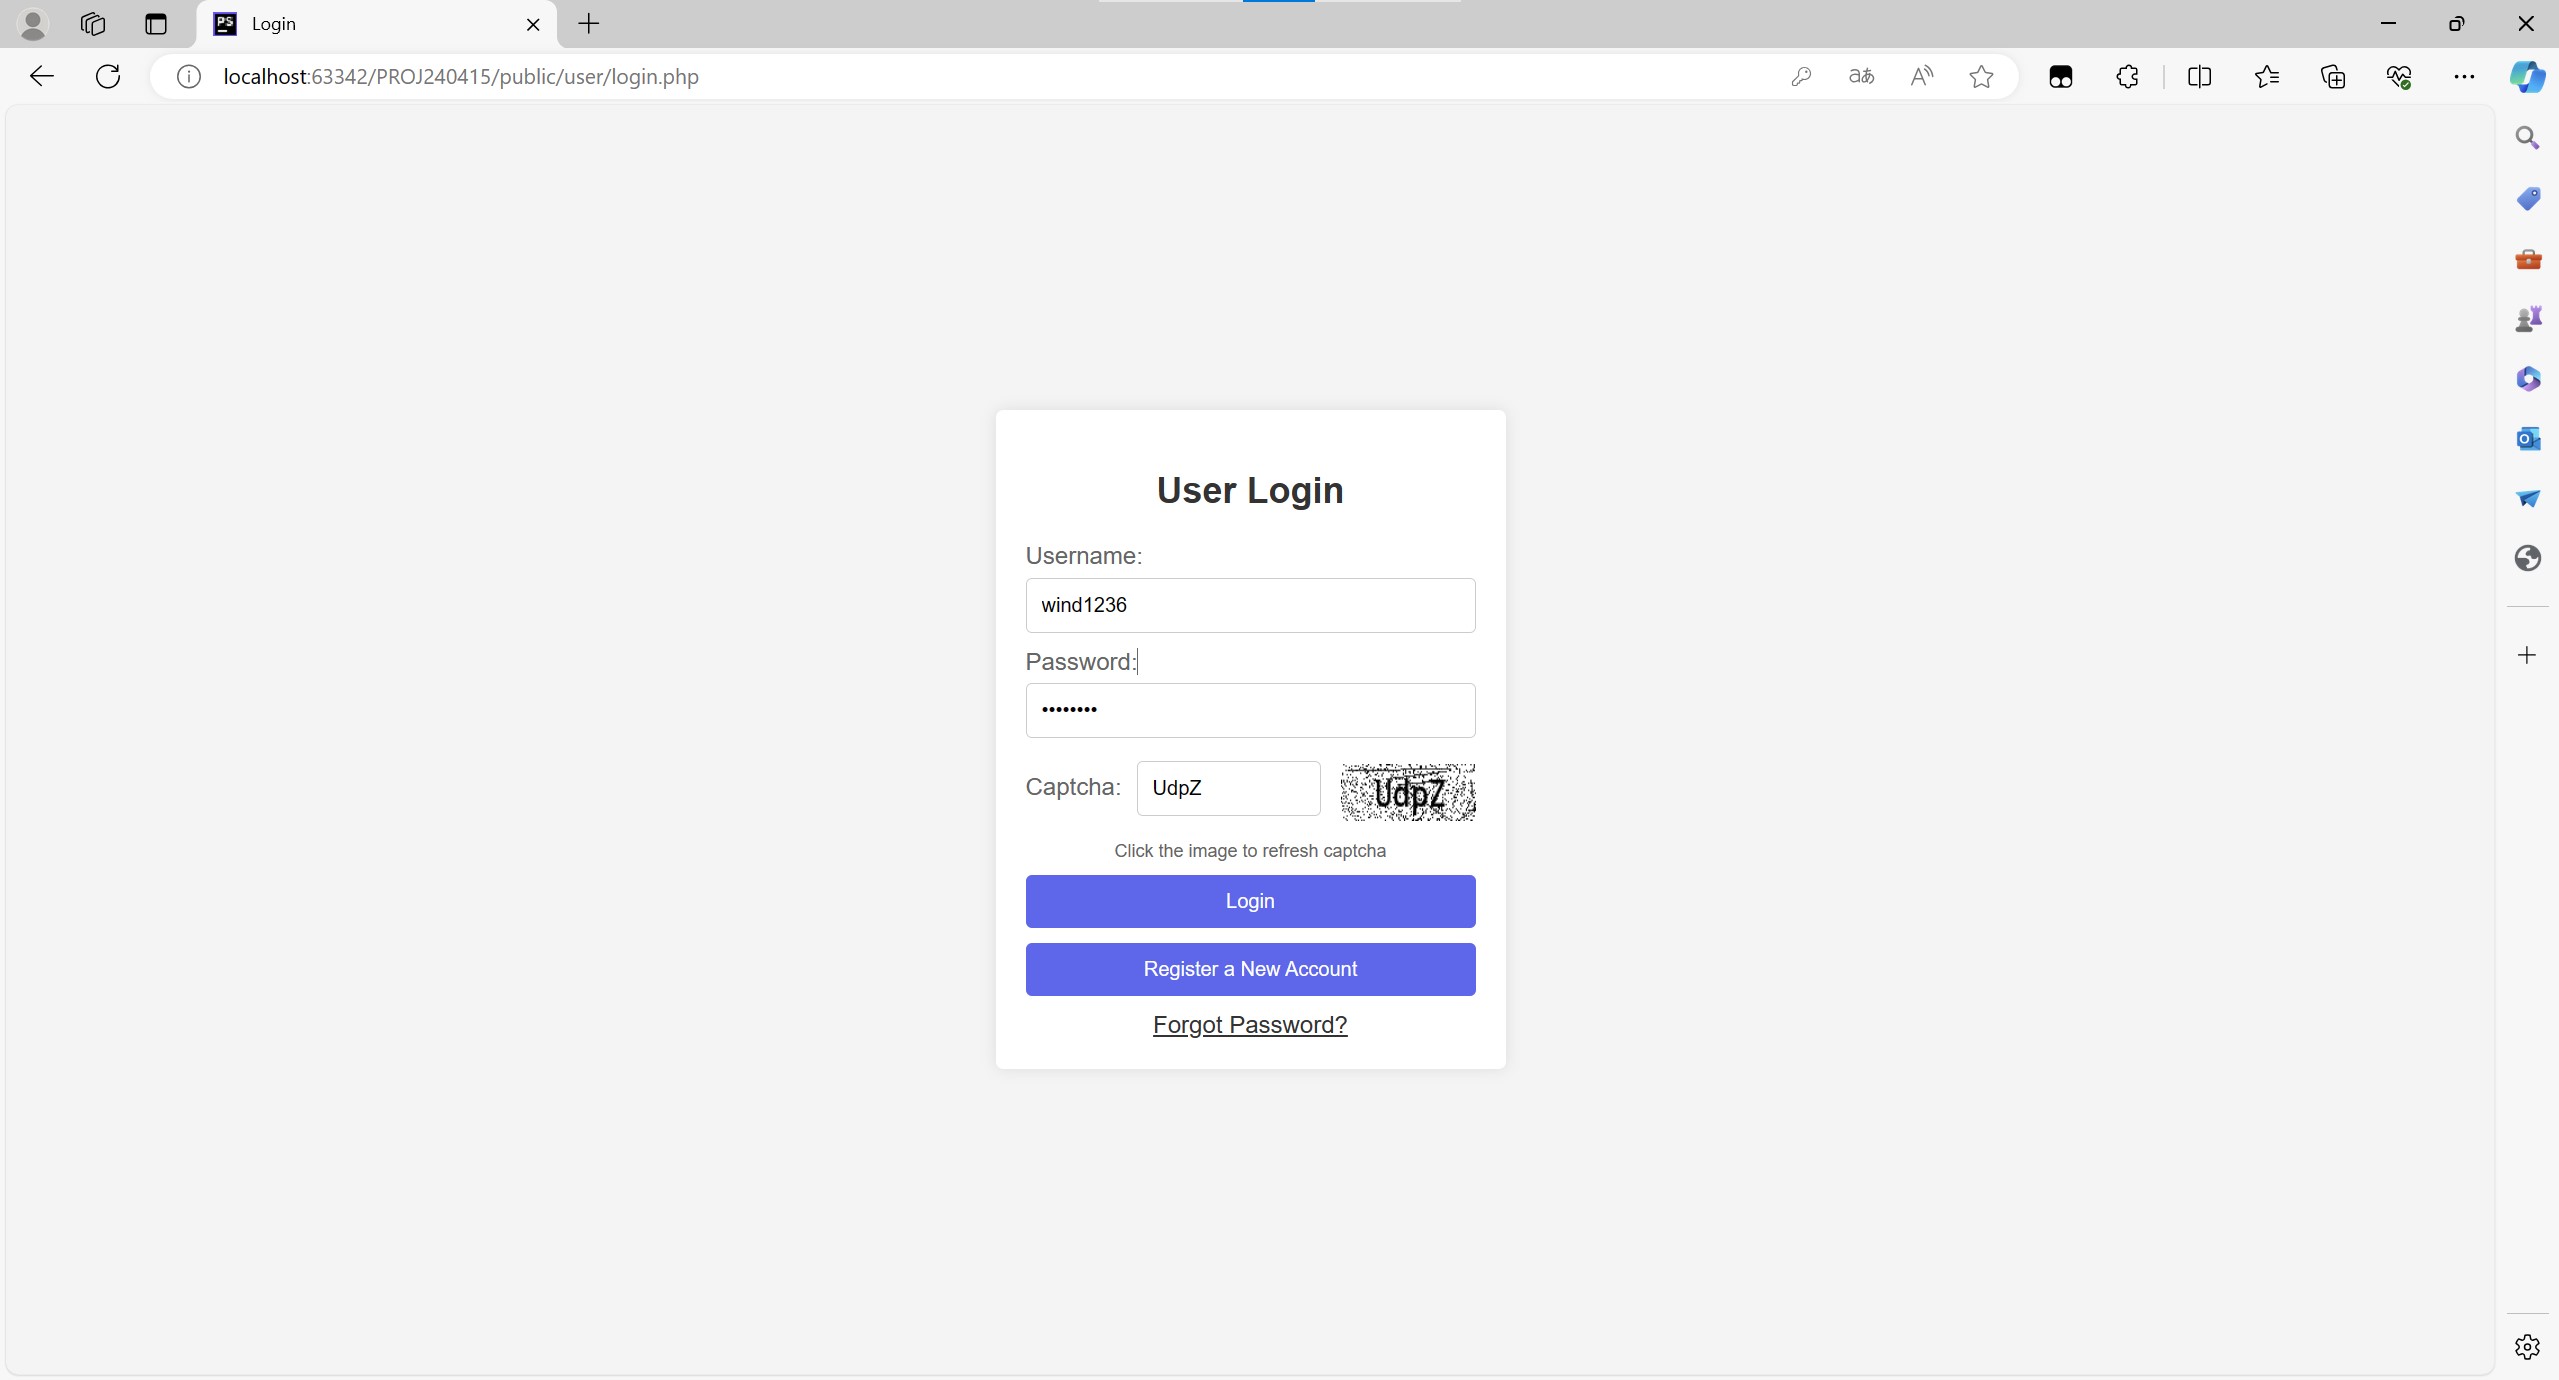 Login
localhost:63342/PROJ240415/public/user/login.php
User Login
Username:
wind1236
Password:
••••••••
Captcha: UdpZ UdpZ
Click the image to refresh captcha
Login
Register a New Account
Forgot Password?